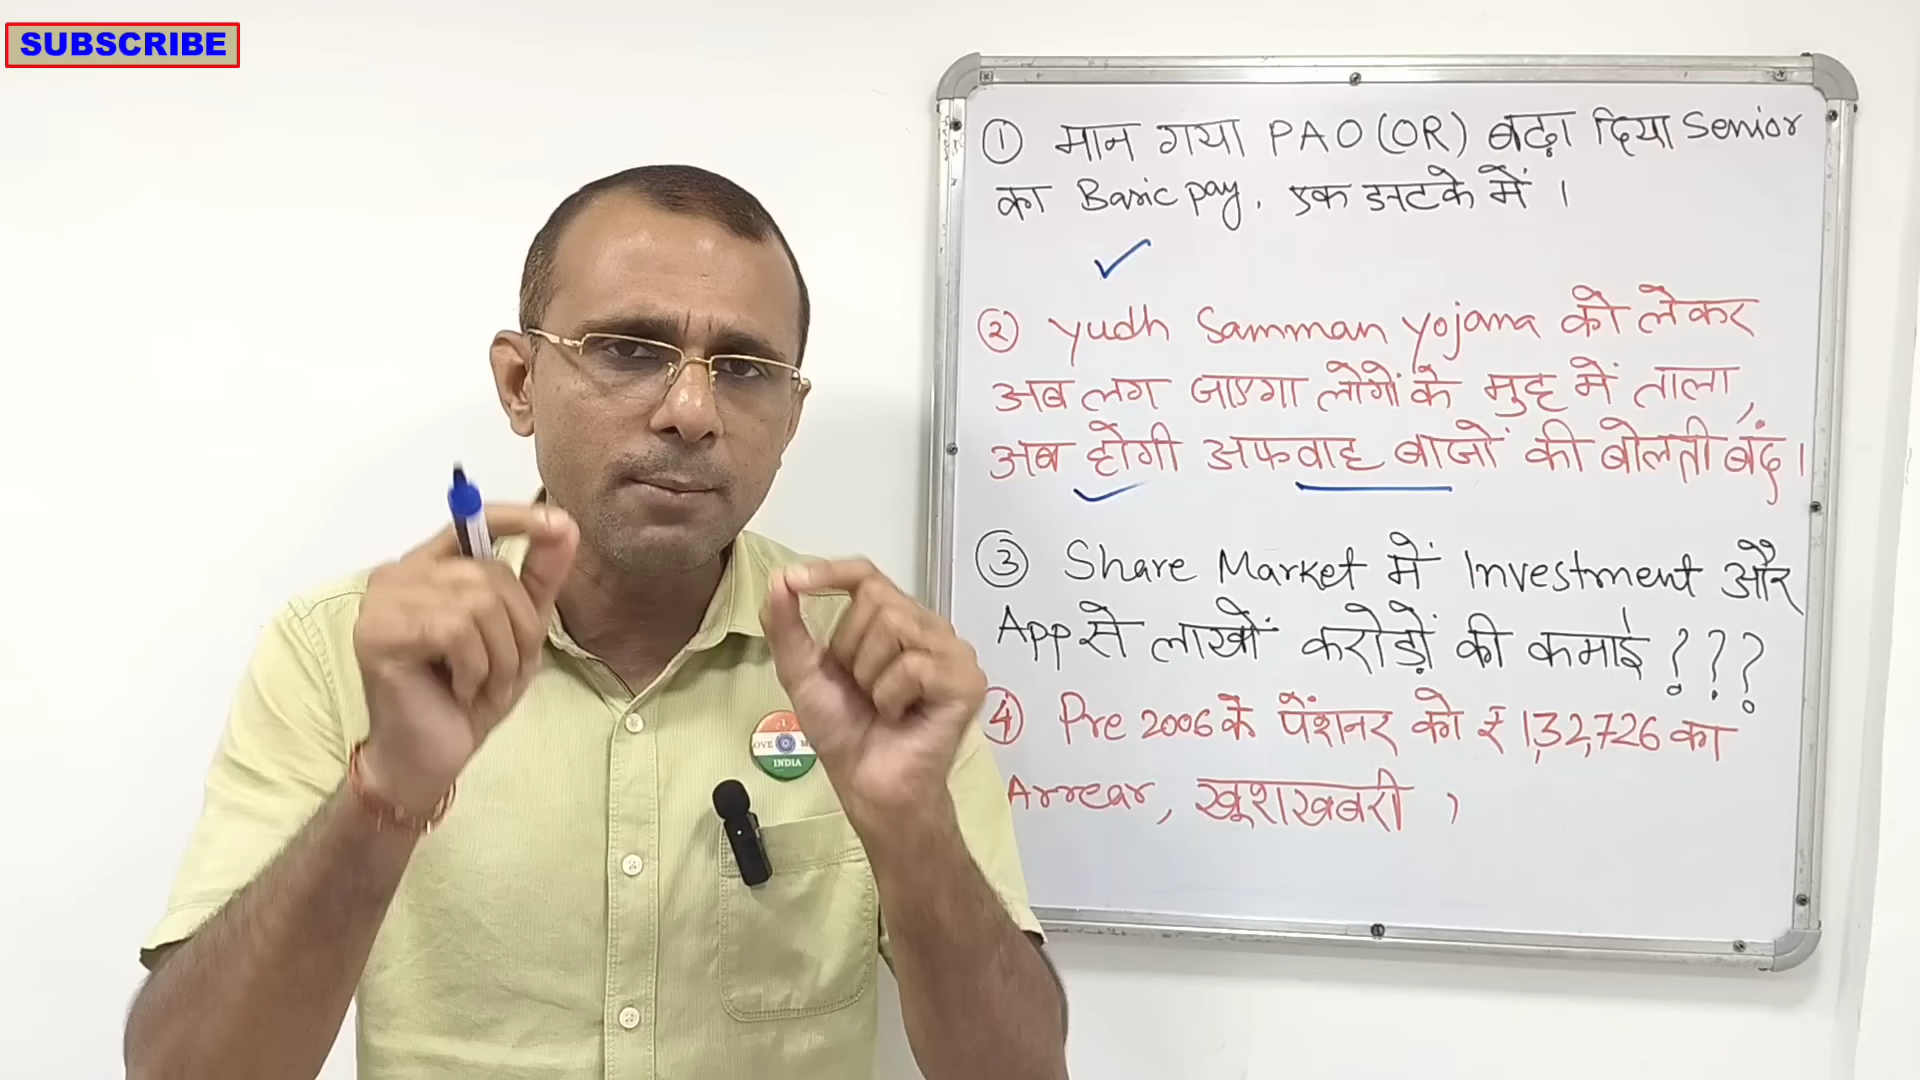 SUBSCRIBE
① मान गया PAO(OR) बढ़ा दिया Senior
का Basic pay. एक झटके में ।
② Yudh Samman Yojana को लेकर
अब लग जाएगा लोगों के मुह में ताला,
अब होगी अफवाह बाजों की बोलती बंद।
③ Share Market में Investment और
App से लाखों करोड़ों की कमाई ???
④ Pre 2006 के पेंशनर को ₹ 1,32,726 का
Arrear, खूशखबरी ,
OVE M
INDIA